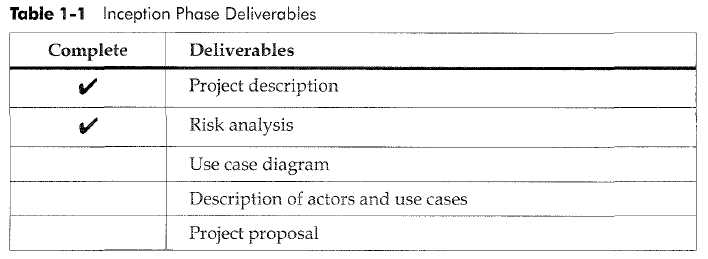 Table 1-1 Inception Phase Deliverables
Complete Deliverables
✔ Project description
✔ Risk analysis
Use case diagram
Description of actors and use cases
Project proposal